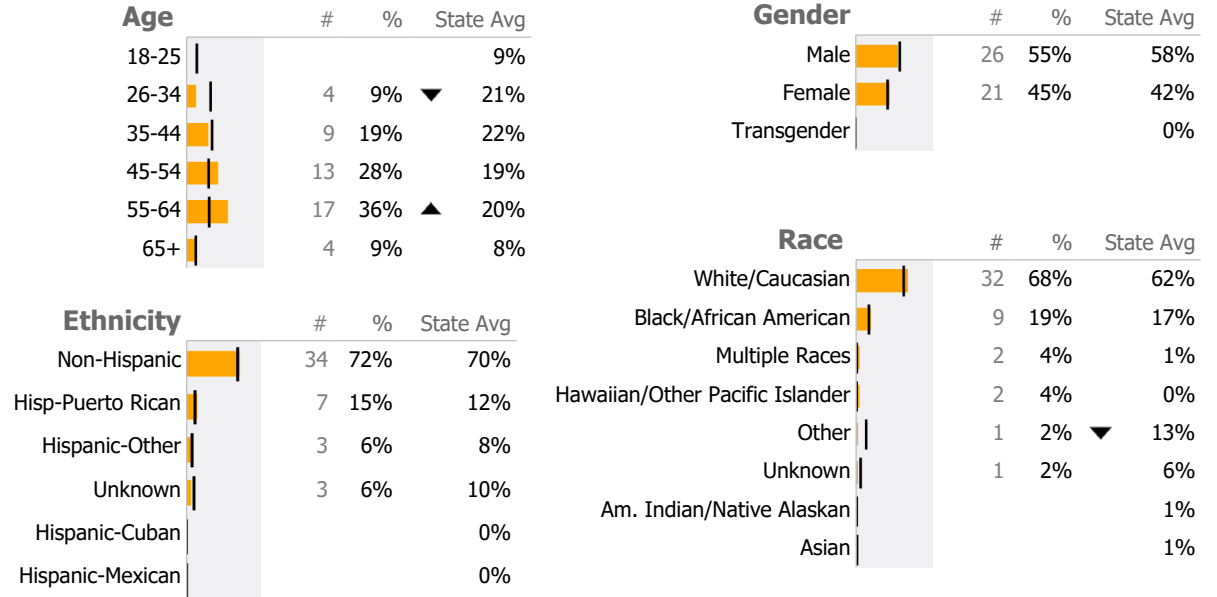 Age # % State Avg
18-25 9%
26-34 4 9% ▼ 21%
35-44 9 19% 22%
45-54 13 28% 19%
55-64 17 36% ▲ 20%
65+ 4 9% 8%
Ethnicity # % State Avg
Non-Hispanic 34 72% 70%
Hisp-Puerto Rican 7 15% 12%
Hispanic-Other 3 6% 8%
Unknown 3 6% 10%
Hispanic-Cuban 0%
Hispanic-Mexican 0%
Gender # % State Avg
Male 26 55% 58%
Female 21 45% 42%
Transgender 0%
Race # % State Avg
White/Caucasian 32 68% 62%
Black/African American 9 19% 17%
Multiple Races 2 4% 1%
Hawaiian/Other Pacific Islander 2 4% 0%
Other 1 2% ▼ 13%
Unknown 1 2% 6%
Am. Indian/Native Alaskan 1%
Asian 1%